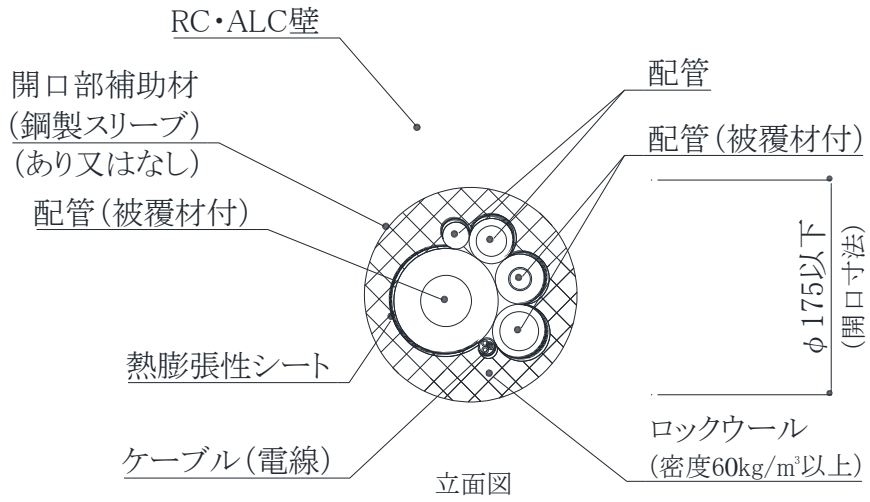 RC・ALC壁
開口部補助材
(鋼製スリーブ)
(あり又はなし)
配管(被覆材付)
熱膨張性シート
ケーブル(電線)
立面図
配管
配管(被覆材付)
φ175以下
(開口寸法)
ロックウール
(密度60kg/m³以上)